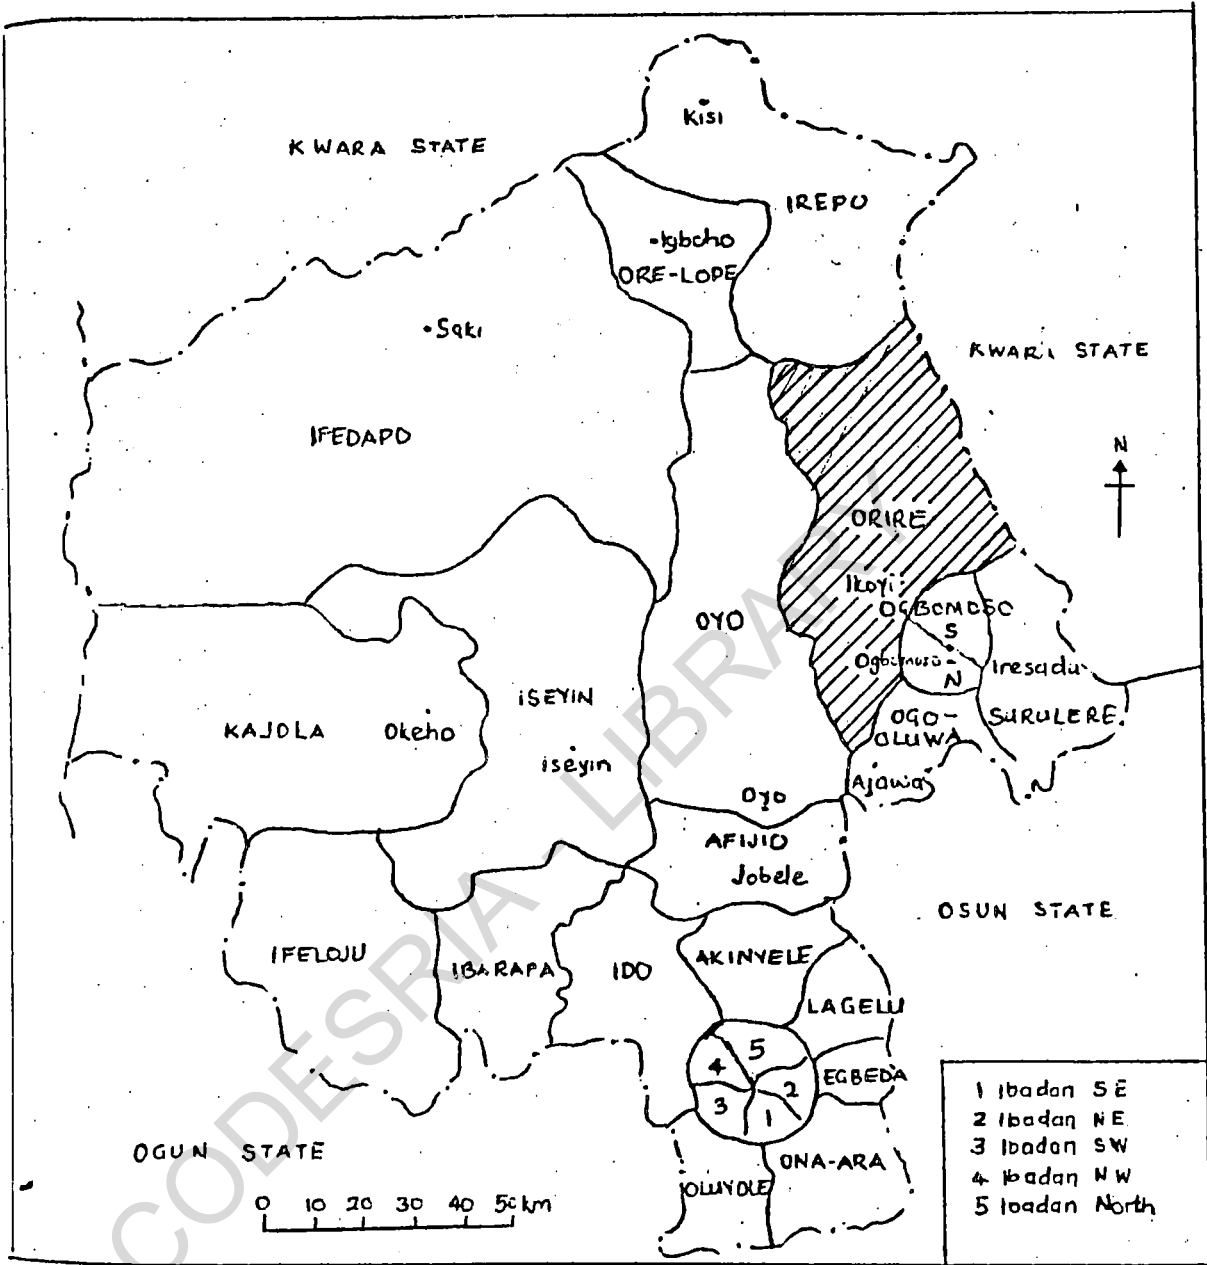 Kisi
KWARA STATE
IREPO
Igboho
ORE-LOPE
Saki
KWARA STATE
IFEDAPO
N
ORIRE
Ikoyi
OGBOMOSO
S
OYO
Ogbomoso
N
Iresadu
ISEYIN
OGO-
OLUWA
SURULERE
KAJOLA
Okeho
iseyin
Ajawa
Oyo
AFIJIO
Jobele
OSUN STATE
IFELOJU
IBARAPA
IDO
AKINYELE
LAGELU
5
4
2
EGBEDA
3
1
1 Ibadan SE
2 Ibadan NE
3 Ibadan SW
4 Ibadan NW
5 Ibadan North
OGUN STATE
ONA-ARA
OLUYOLE
0 10 20 30 40 50 km
CODESRIA - LIBRARY